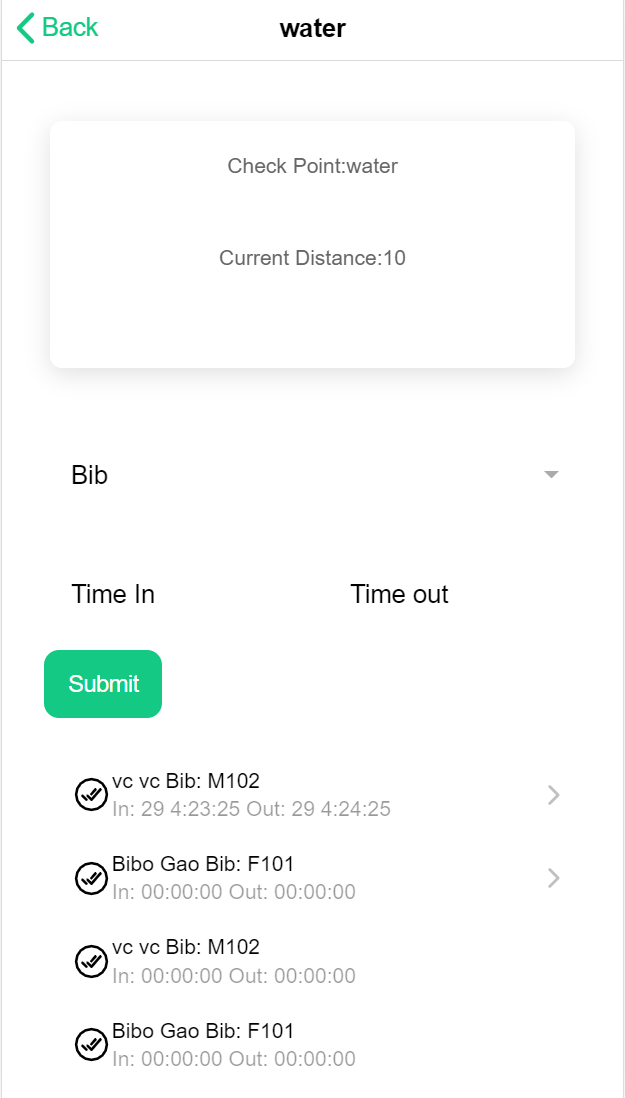 Back
water
Check Point:water
Current Distance:10
Bib
Time In
Time out
Submit
vc vc Bib: M102
In: 29 4:23:25 Out: 29 4:24:25
Bibo Gao Bib: F101
In: 00:00:00 Out: 00:00:00
vc vc Bib: M102
In: 00:00:00 Out: 00:00:00
Bibo Gao Bib: F101
In: 00:00:00 Out: 00:00:00